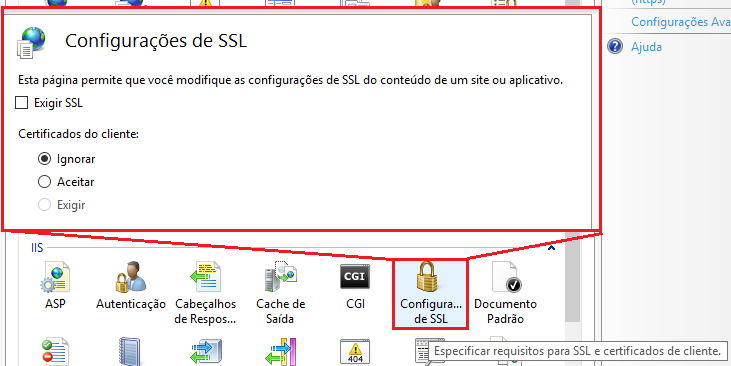 (https)
Configurações Ava
Ajuda
Configurações de SSL
Esta página permite que você modifique as configurações de SSL do conteúdo de um site ou aplicativo.
Exigir SSL
Certificados do cliente:
Ignorar
Aceitar
Exigir
IIS
ASP
Autenticação
Cabeçalhos
de Respos...
Cache de
Saída
CGI
CGI
Configura...
de SSL
Documento
Padrão
404
Especificar requisitos para SSL e certificados de cliente.